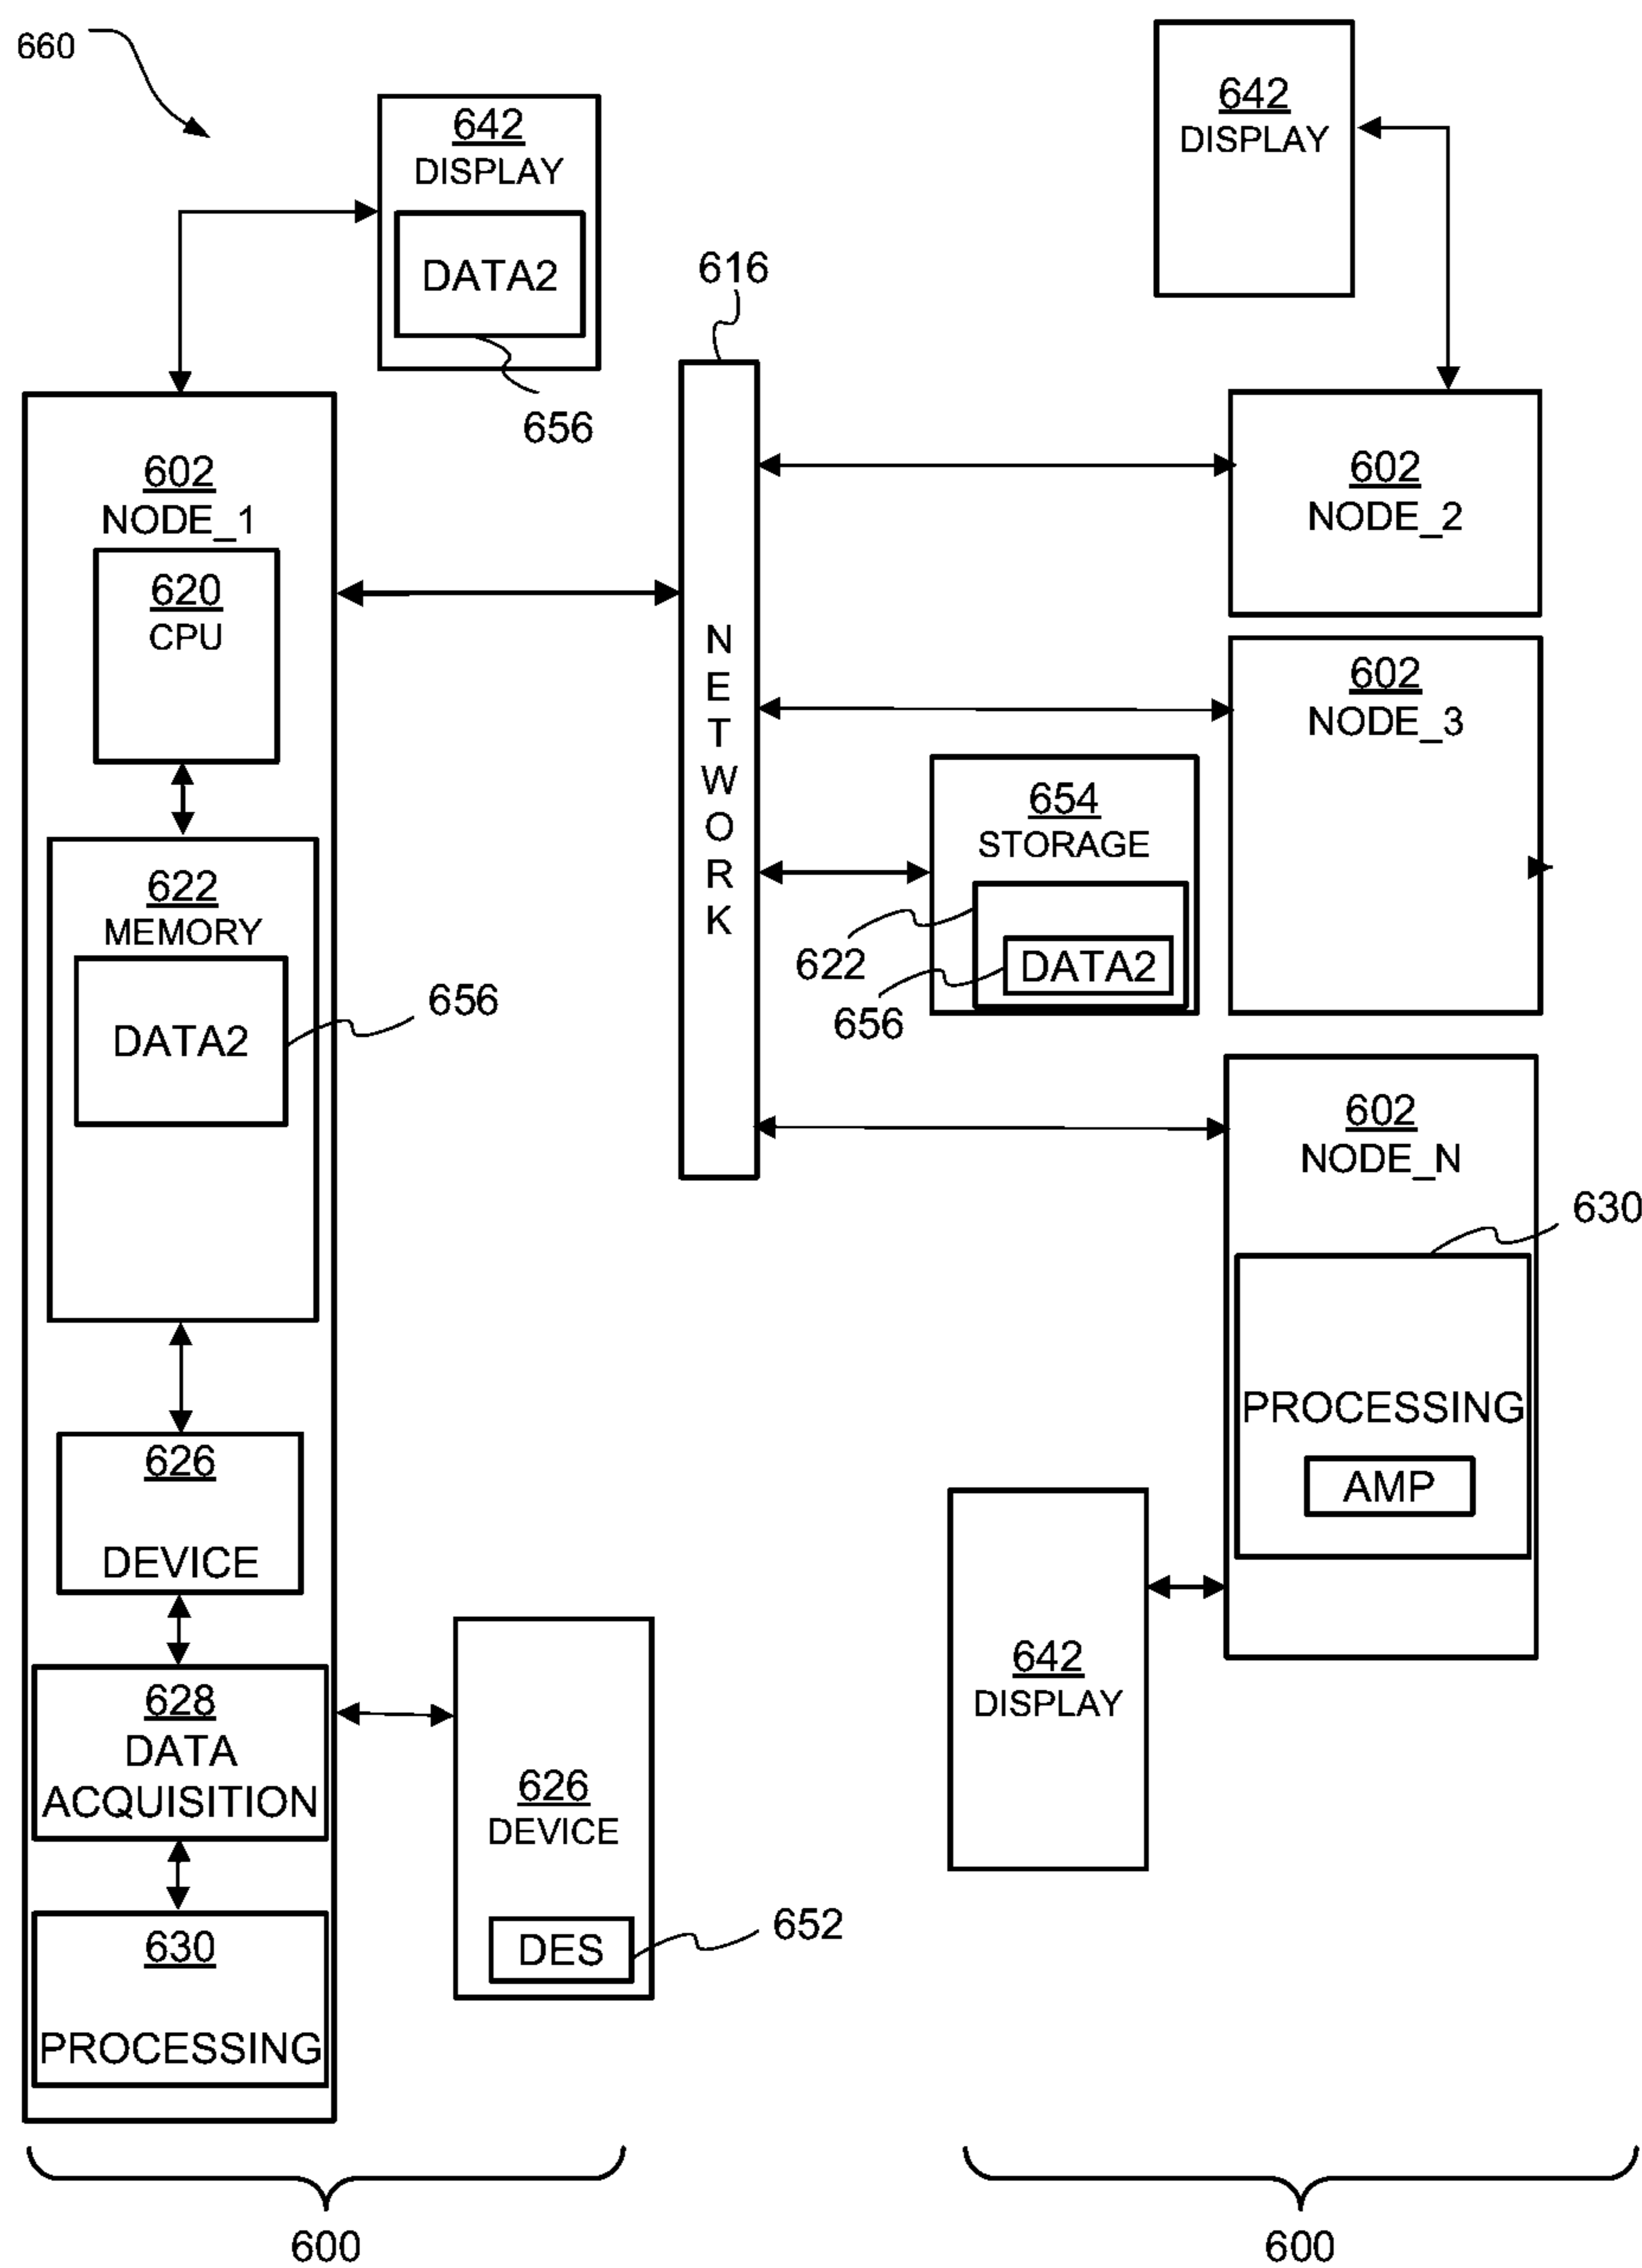 660
642
DISPLAY
DATA2
656
642
DISPLAY
616
NETWORK
602
NODE_1
620
CPU
622
MEMORY
DATA2
656
626
DEVICE
628
DATA
ACQUISITION
630
PROCESSING
602
NODE_2
602
NODE_3
654
STORAGE
622
DATA2
656
602
NODE_N
630
PROCESSING
AMP
642
DISPLAY
626
DEVICE
DES
652
600
600